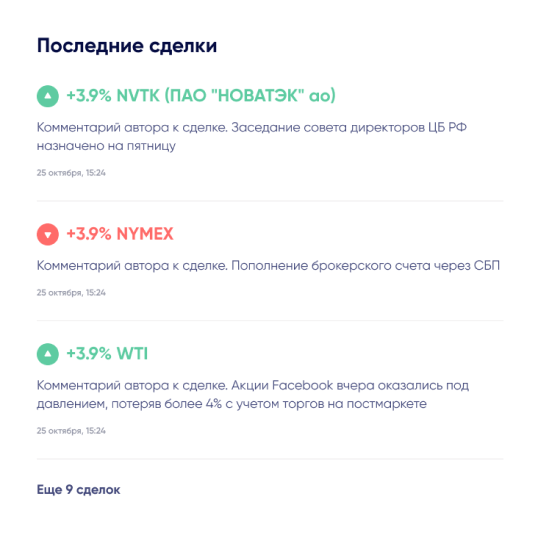 Последние сделки
+3.9% NVTK (ПАО "НОВАТЭК" ао)
Комментарий автора к сделке. Заседание совета директоров ЦБ РФ
назначено на пятницу
25 октября, 15:24
+3.9% NYMEX
Комментарий автора к сделке. Пополнение брокерского счета через СБП
25 октября, 15:24
+3.9% WTI
Комментарий автора к сделке. Акции Facebook вчера оказались под
давлением, потеряв более 4% с учетом торгов на постмаркете
25 октября, 15:24
Еще 9 сделок